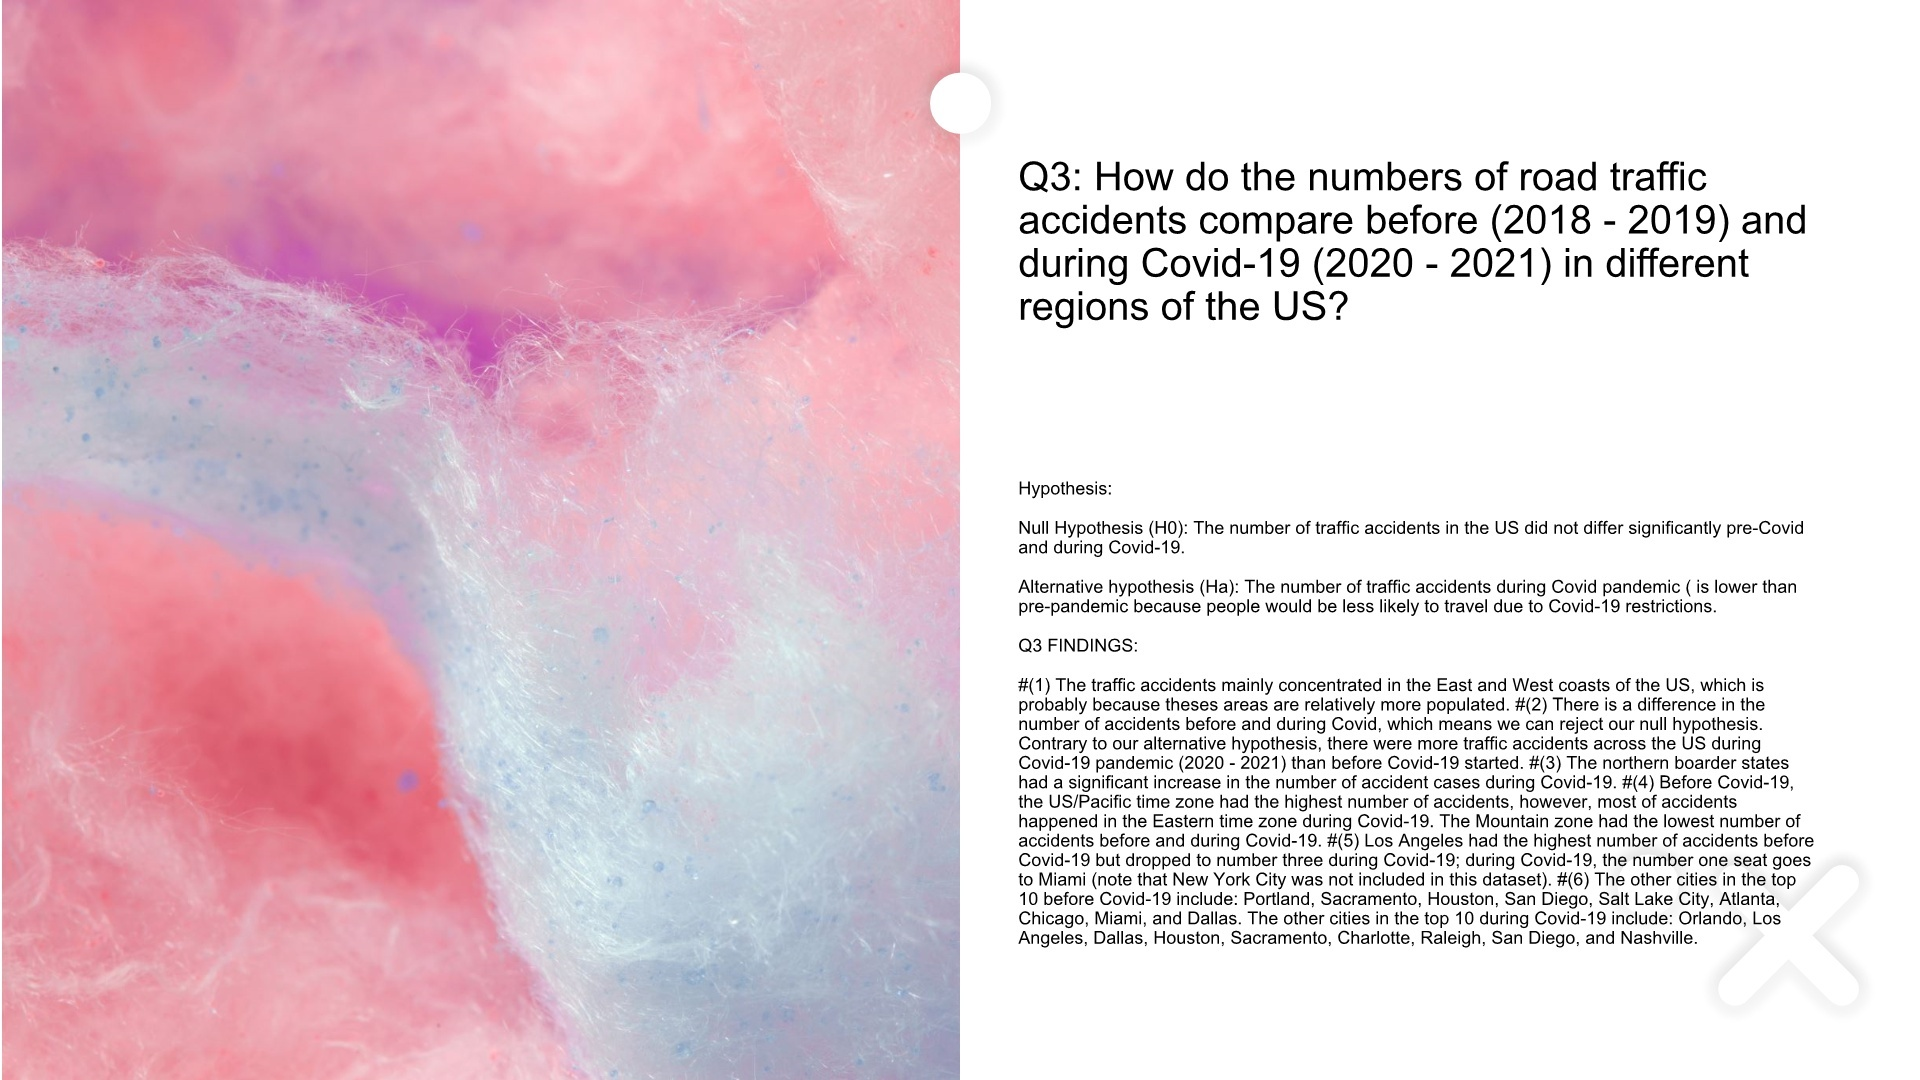 Q3: How do the numbers of road traffic
accidents compare before (2018 - 2019) and
during Covid-19 (2020 - 2021) in different
regions of the US?
Hypothesis:
Null Hypothesis (H0): The number of traffic accidents in the US did not differ significantly pre-Covid
and during Covid-19.
Alternative hypothesis (Ha): The number of traffic accidents during Covid pandemic ( is lower than
pre-pandemic because people would be less likely to travel due to Covid-19 restrictions.
Q3 FINDINGS:
#(1) The traffic accidents mainly concentrated in the East and West coasts of the US, which is
probably because theses areas are relatively more populated. #(2) There is a difference in the
number of accidents before and during Covid, which means we can reject our null hypothesis.
Contrary to our alternative hypothesis, there were more traffic accidents across the US during
Covid-19 pandemic (2020 - 2021) than before Covid-19 started. #(3) The northern boarder states
had a significant increase in the number of accident cases during Covid-19. #(4) Before Covid-19,
the US/Pacific time zone had the highest number of accidents, however, most of accidents
happened in the Eastern time zone during Covid-19. The Mountain zone had the lowest number of
accidents before and during Covid-19. #(5) Los Angeles had the highest number of accidents before
Covid-19 but dropped to number three during Covid-19; during Covid-19, the number one seat goes
to Miami (note that New York City was not included in this dataset). #(6) The other cities in the top
10 before Covid-19 include: Portland, Sacramento, Houston, San Diego, Salt Lake City, Atlanta,
Chicago, Miami, and Dallas. The other cities in the top 10 during Covid-19 include: Orlando, Los
Angeles, Dallas, Houston, Sacramento, Charlotte, Raleigh, San Diego, and Nashville.